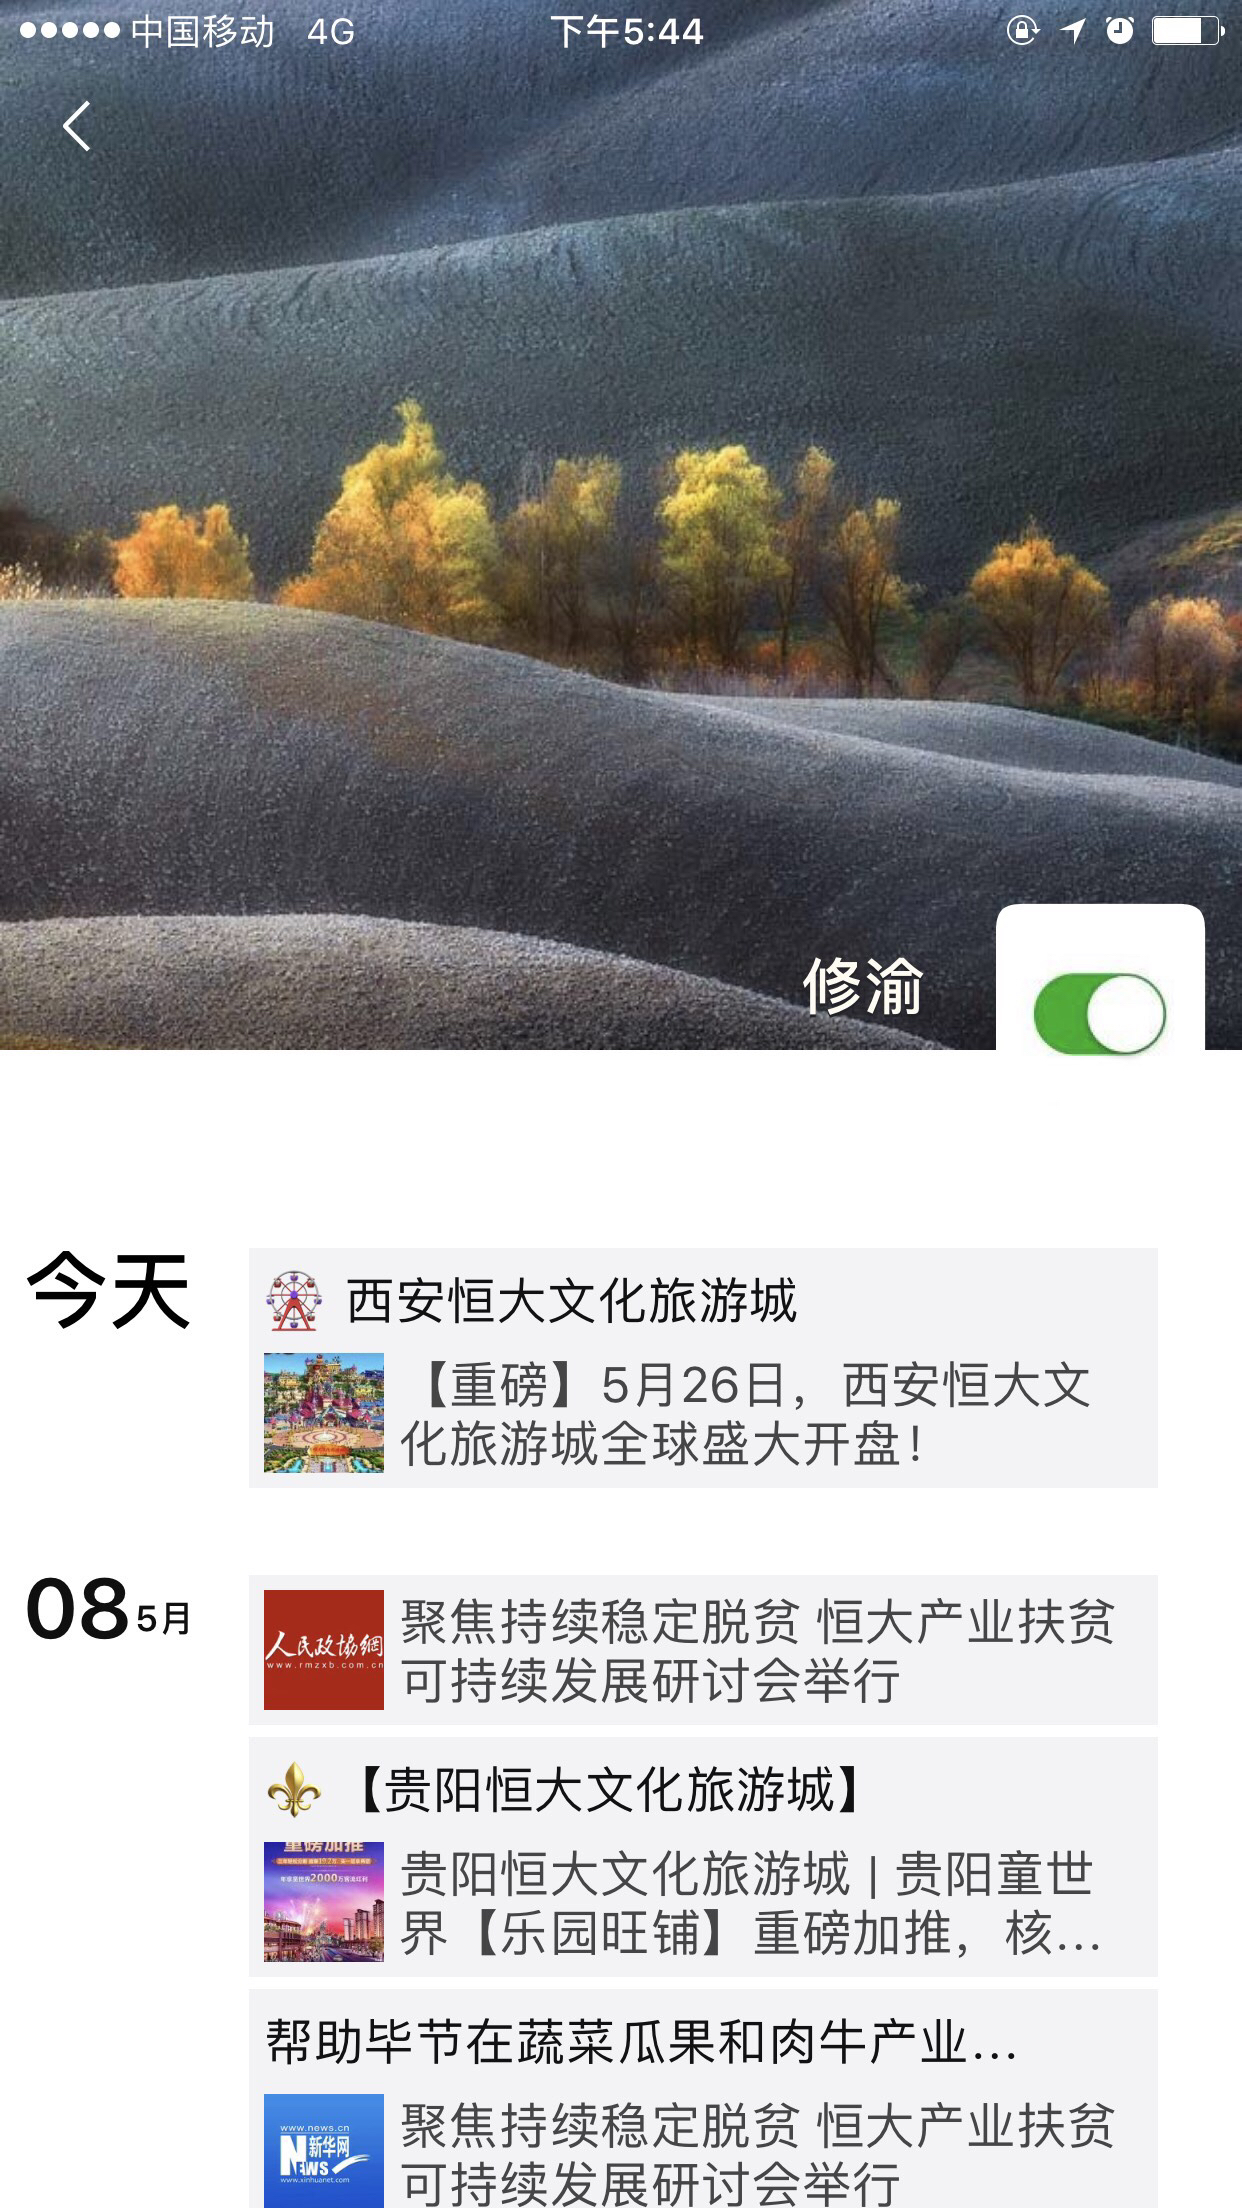 中国移动 4G 下午5:44
修渝
今天
西安恒大文化旅游城
【重磅】5月26日，西安恒大文
化旅游城全球盛大开盘！
08 5月
人民政协網
www.rmzxb.com.cn
聚焦持续稳定脱贫 恒大产业扶贫
可持续发展研讨会举行
【贵阳恒大文化旅游城】
重磅加推
2000
贵阳恒大文化旅游城 | 贵阳童世
界【乐园旺铺】重磅加推，核...
帮助毕节在蔬菜瓜果和肉牛产业...
www.news.cn
新华网
NEWS
www.xinhuanet.com
聚焦持续稳定脱贫 恒大产业扶贫
可持续发展研讨会举行